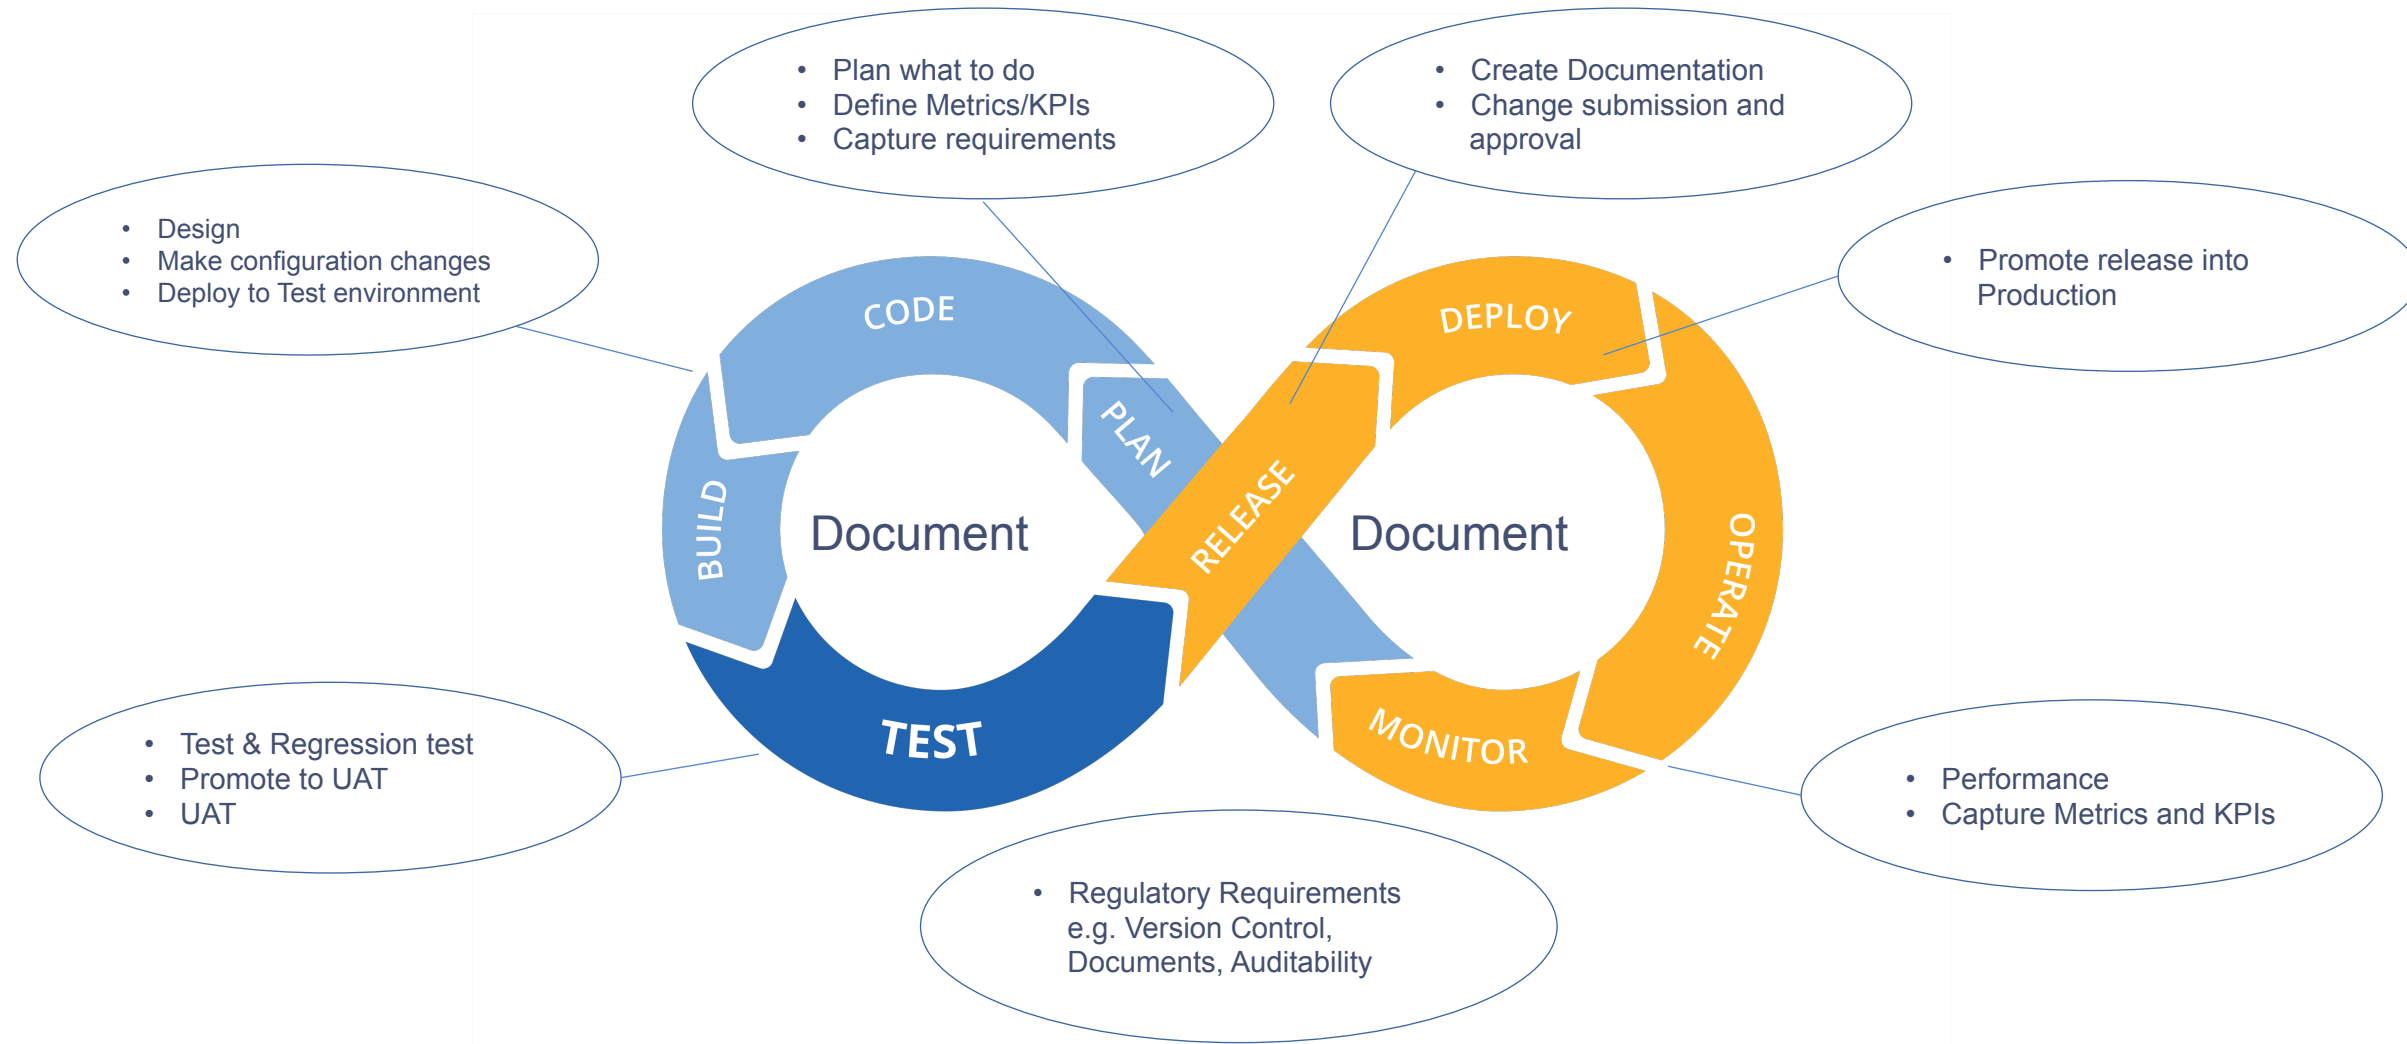 • Plan what to do
• Define Metrics/KPIs
• Capture requirements
• Create Documentation
• Change submission and
approval
• Design
• Make configuration changes
• Deploy to Test environment
• Promote release into
Production
CODE
DEPLOY
PLAN
BUILD
Document
RELEASE
Document
OPERATE
TEST
MONITOR
• Test & Regression test
• Promote to UAT
• UAT
• Performance
• Capture Metrics and KPIs
• Regulatory Requirements
e.g. Version Control,
Documents, Auditability